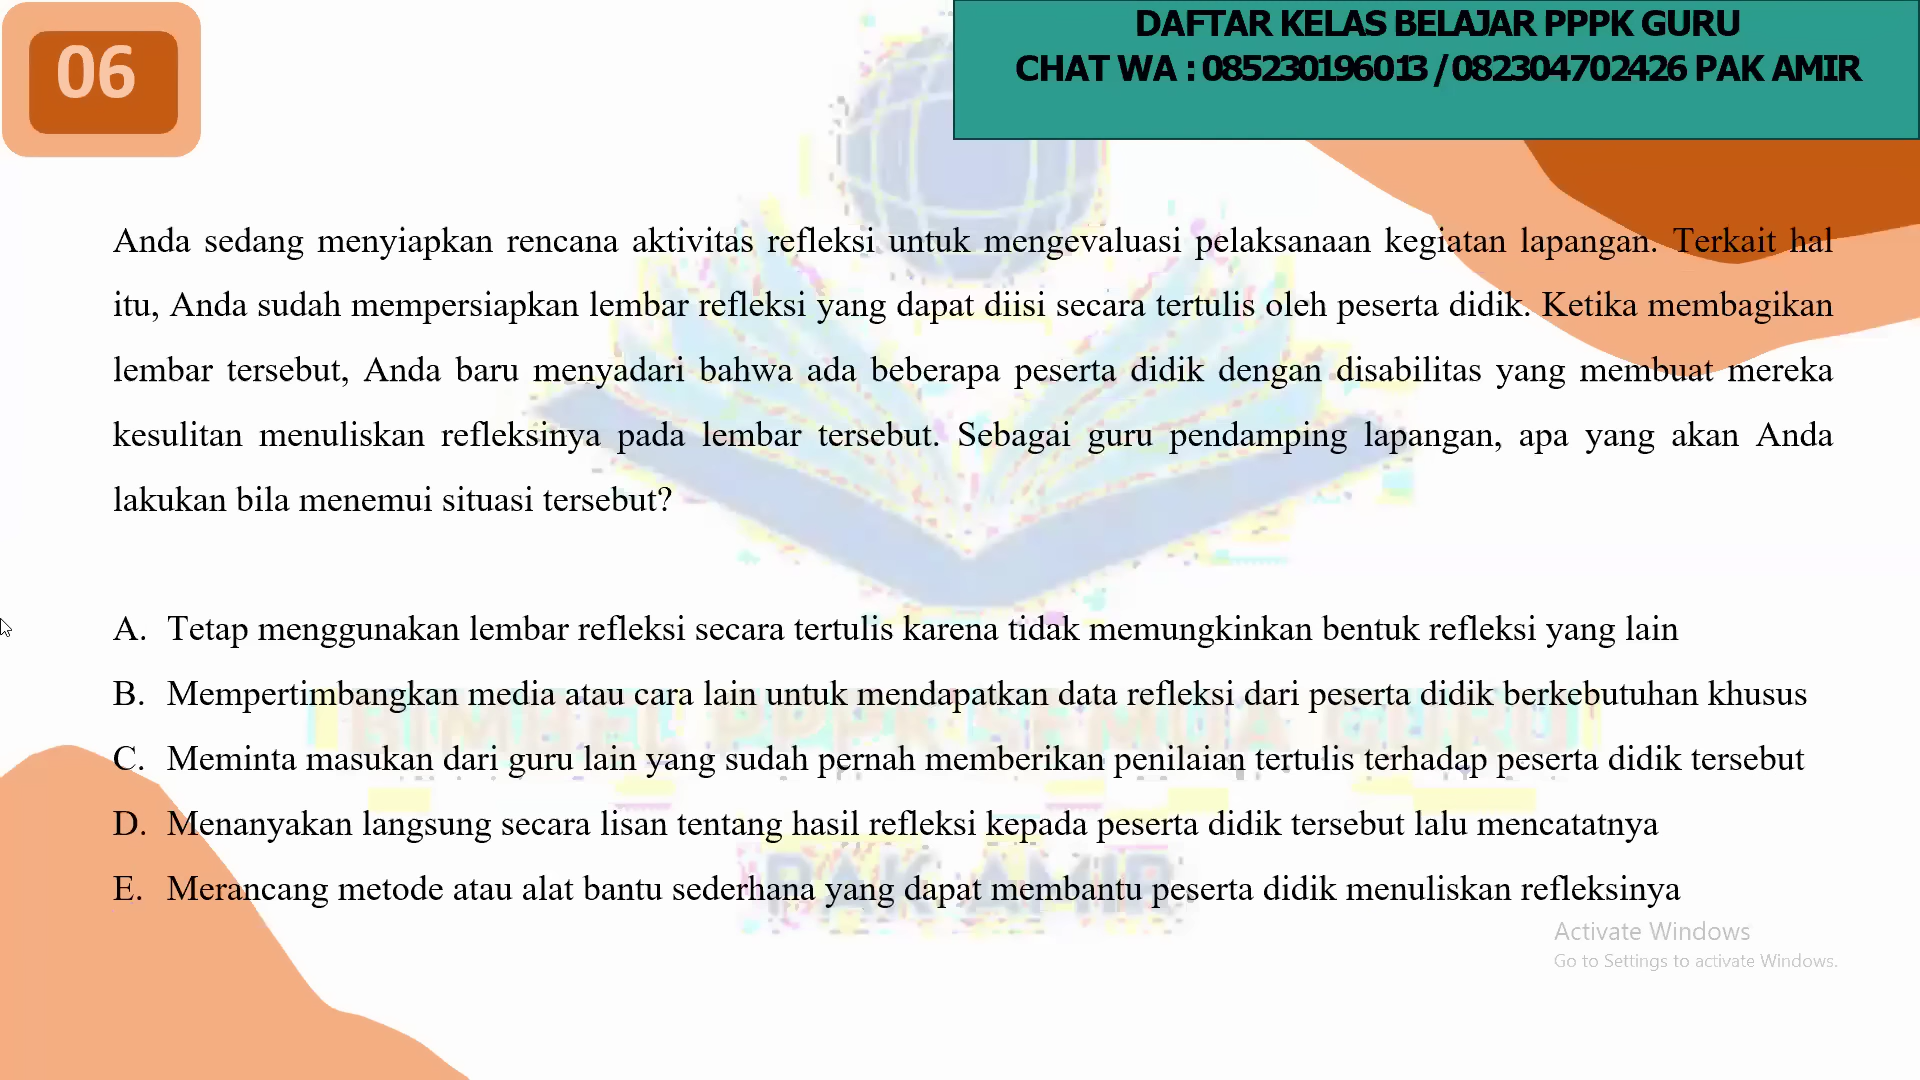 06
DAFTAR KELAS BELAJAR PPPK GURU
CHAT WA : 085230196013 / 082304702426 PAK AMIR
Anda sedang menyiapkan rencana aktivitas refleksi untuk mengevaluasi pelaksanaan kegiatan lapangan. Terkait hal
itu, Anda sudah mempersiapkan lembar refleksi yang dapat diisi secara tertulis oleh peserta didik. Ketika membagikan
lembar tersebut, Anda baru menyadari bahwa ada beberapa peserta didik dengan disabilitas yang membuat mereka
kesulitan menuliskan refleksinya pada lembar tersebut. Sebagai guru pendamping lapangan, apa yang akan Anda
lakukan bila menemui situasi tersebut?
A. Tetap menggunakan lembar refleksi secara tertulis karena tidak memungkinkan bentuk refleksi yang lain
B. Mempertimbangkan media atau cara lain untuk mendapatkan data refleksi dari peserta didik berkebutuhan khusus
BIMBEL PPPK SEMUA GURU
C. Meminta masukan dari guru lain yang sudah pernah memberikan penilaian tertulis terhadap peserta didik tersebut
D. Menanyakan langsung secara lisan tentang hasil refleksi kepada peserta didik tersebut lalu mencatatnya
PAK AMIR
E. Merancang metode atau alat bantu sederhana yang dapat membantu peserta didik menuliskan refleksinya
Activate Windows
Go to Settings to activate Windows.